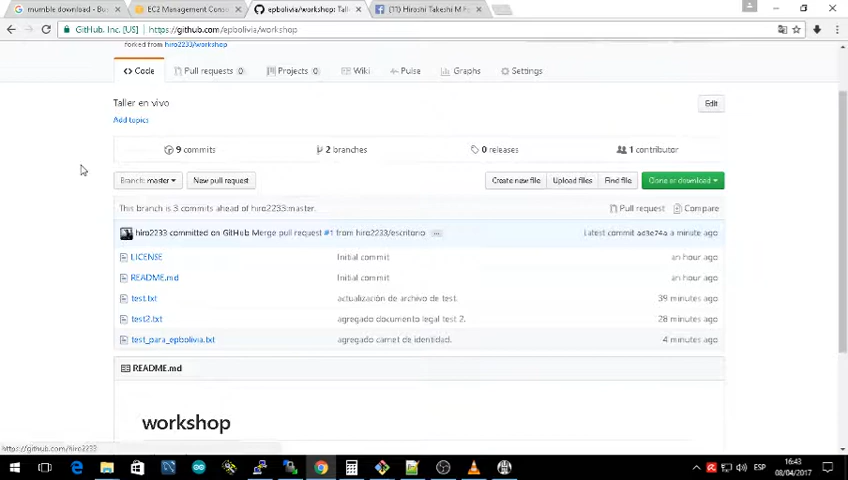 mumble download - Bu
EC2 Management Conso
epbolivia/workshop: Tall
(11) Hiroshi Takeshi M
GitHub, Inc. [US] https://github.com/epbolivia/workshop
forked from hiro2233/workshop
Code Pull requests 0 Projects 0 Wiki Pulse Graphs Settings
Taller en vivo Edit
Add topics
9 commits 2 branches 0 releases 1 contributor
Branch: master New pull request Create new file Upload files Find file Clone or download
This branch is 3 commits ahead of hiro2233:master. Pull request Compare
hiro2233 committed on GitHub Merge pull request #1 from hiro2233/escritorio ... Latest commit a minute ago
LICENSE Initial commit an hour ago
README.md Initial commit an hour ago
test.txt actualización de archivo de test. 39 minutes ago
test2.txt agregado documento legal test 2. 28 minutes ago
test_para_epbolivia.txt agregado carnet de identidad. 4 minutes ago
README.md
workshop
https://github.com/hiro2233
ESP
16:43
08/04/2017